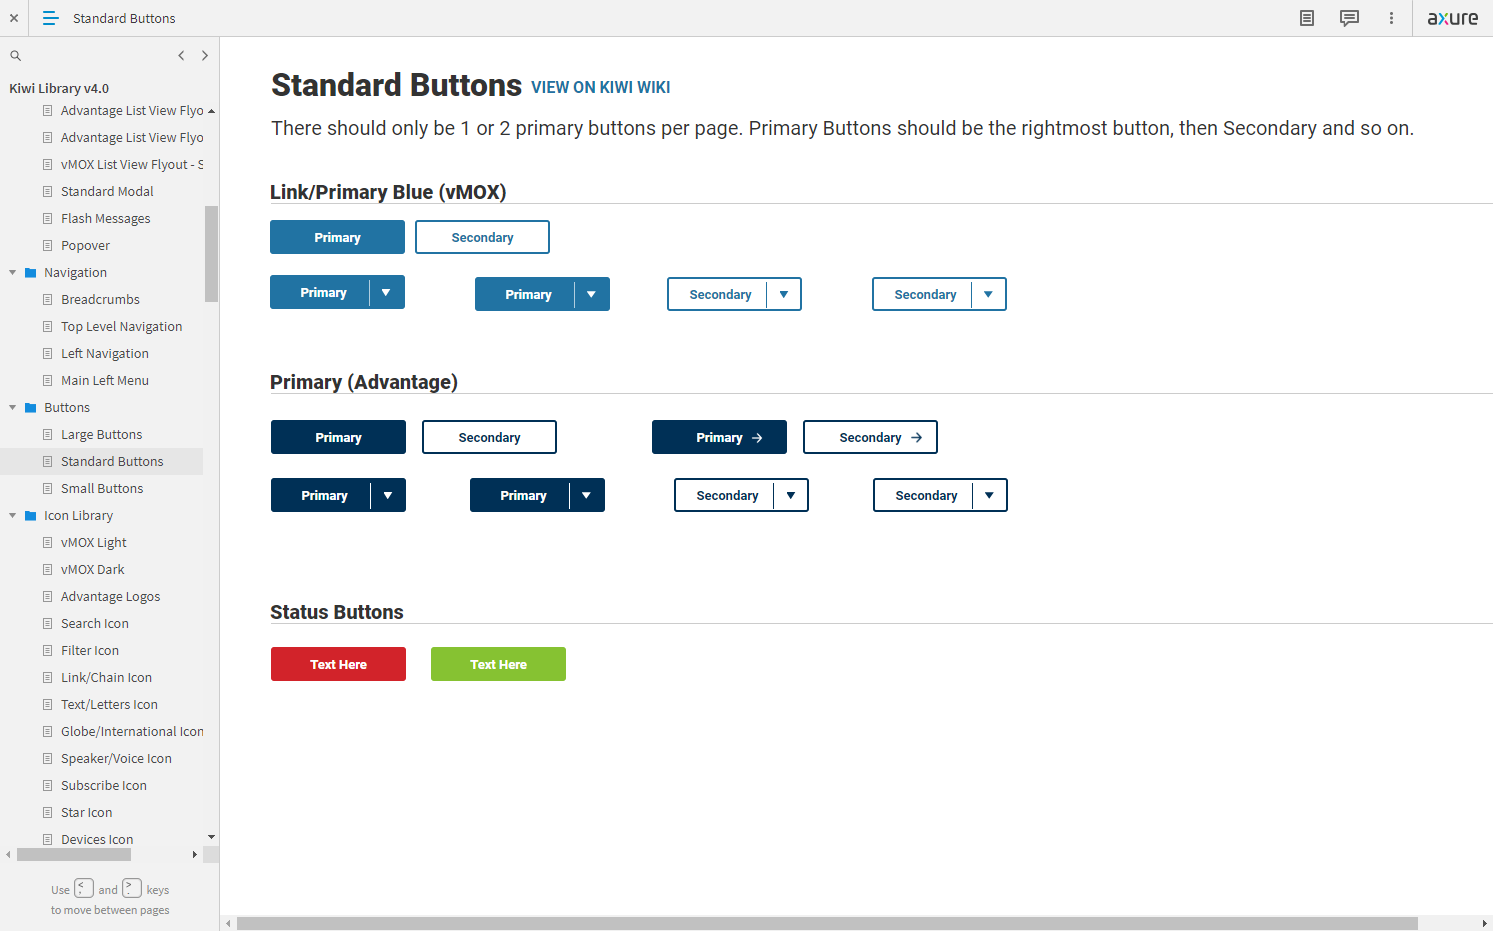 Standard Buttons
axure
Kiwi Library v4.0
Advantage List View Flyo
Advantage List View Flyo
vMOX List View Flyout - S
Standard Modal
Flash Messages
Popover
Navigation
Breadcrumbs
Top Level Navigation
Left Navigation
Main Left Menu
Buttons
Large Buttons
Standard Buttons
Small Buttons
Icon Library
vMOX Light
vMOX Dark
Advantage Logos
Search Icon
Filter Icon
Link/Chain Icon
Text/Letters Icon
Globe/International Icon
Speaker/Voice Icon
Subscribe Icon
Star Icon
Devices Icon
Use < , and > . keys
to move between pages
Standard Buttons VIEW ON KIWI WIKI
There should only be 1 or 2 primary buttons per page. Primary Buttons should be the rightmost button, then Secondary and so on.
Link/Primary Blue (vMOX)
Primary Secondary
Primary Primary Secondary Secondary
Primary (Advantage)
Primary Secondary Primary Secondary
Primary Primary Secondary Secondary
Status Buttons
Text Here Text Here